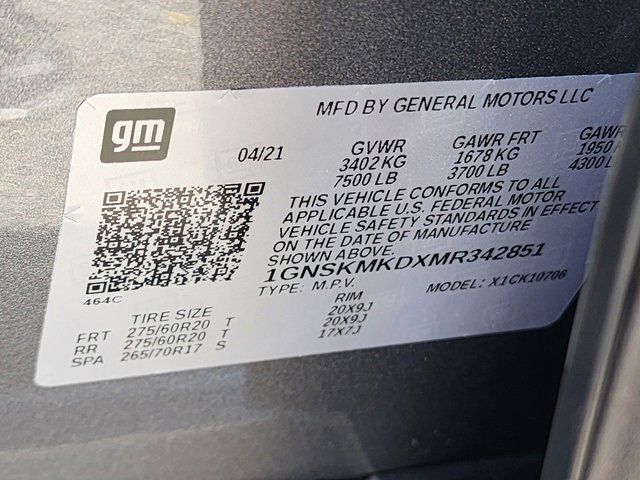 gm
MFD BY GENERAL MOTORS LLC
04/21
GVWR GAWR FRT GAWR
3402 KG 1678 KG 1950
7500 LB 3700 LB 4300 L
THIS VEHICLE CONFORMS TO ALL
APPLICABLE U.S. FEDERAL MOTOR
VEHICLE SAFETY STANDARDS IN EFFECT
ON THE DATE OF MANUFACTURE
SHOWN ABOVE.
1GNSKMKDXMR342851
464C
TYPE: M.P.V. MODEL: X1CK10706
TIRE SIZE RIM
FRT 275/60R20 T 20X9J
RR 275/60R20 T 20X9J
SPA 265/70R17 S 17X7J